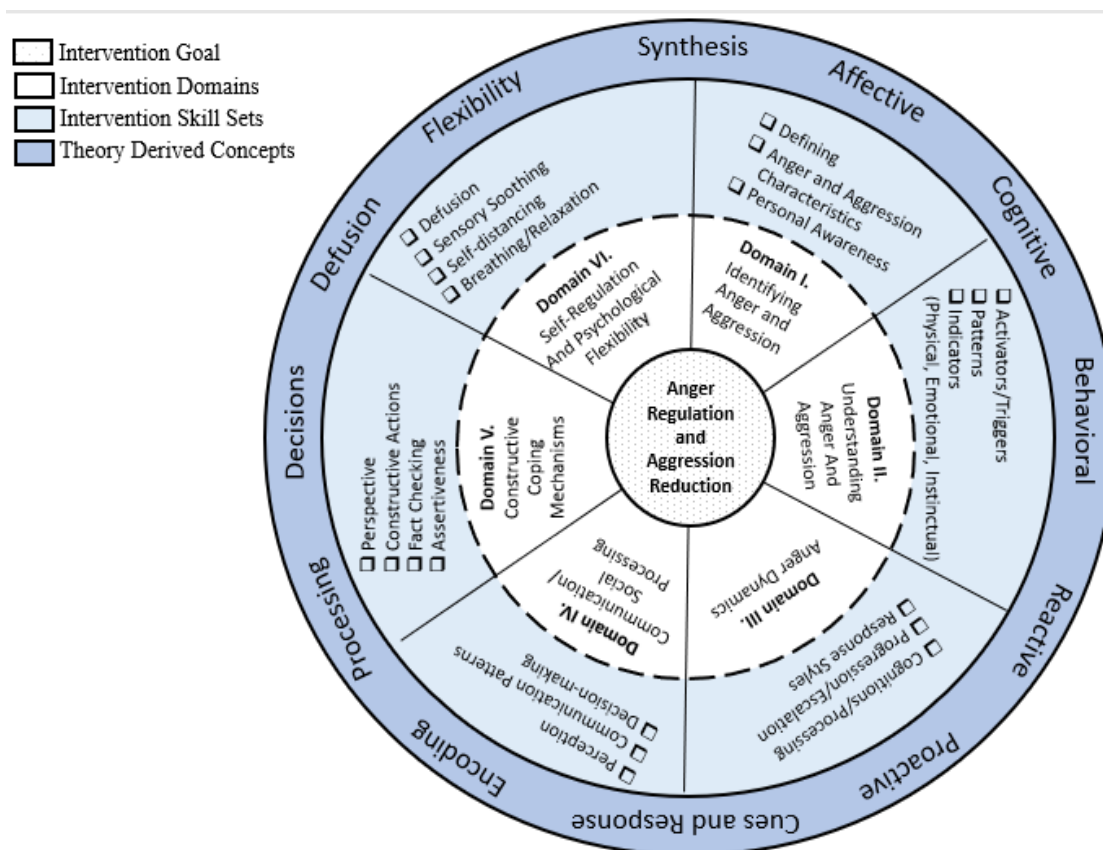 Intervention Goal
Intervention Domains
Intervention Skill Sets
Theory Derived Concepts
Synthesis
Affective
Cognitive
Behavioral
Reactive
Proactive
Cues and Response
Encoding
Processing
Decisions
Defusion
Flexibility
❑ Defining
❑ Anger and Aggression
Characteristics
❑ Personal Awareness
❑ Activators/Triggers
❑ Patterns
❑ Indicators
(Physical, Emotional, Instinctual)
❑ Cognitions/Processing
❑ Progression/Escalation
❑ Response Styles
❑ Perception
❑ Communication Patterns
❑ Decision-making
❑ Perspective
❑ Constructive Actions
❑ Fact Checking
❑ Assertiveness
❑ Defusion
❑ Sensory Soothing
❑ Self-distancing
❑ Breathing/Relaxation
Domain I.
Identifying
Anger and
Aggression
Domain II.
Understanding
Anger And
Aggression
Domain III.
Anger Dynamics
Domain IV.
Communication/
Social
Processing
Domain V.
Constructive
Coping
Mechanisms
Domain VI.
Self-Regulation
And Psychological
Flexibility
Anger
Regulation
and
Aggression
Reduction